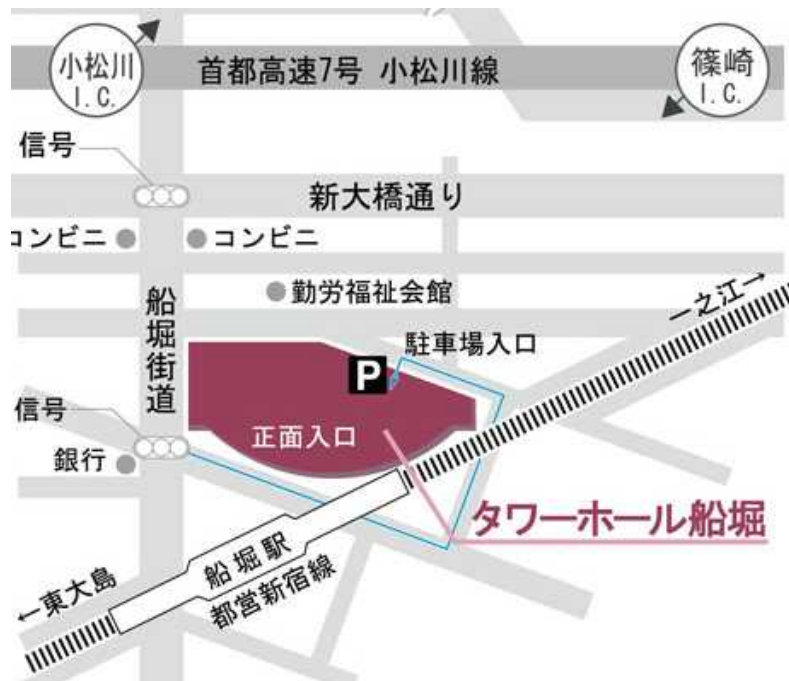 小松川
I.C.
首都高速7号 小松川線
篠崎
I.C.
信号
新大橋通り
コンビニ
コンビニ
船堀街道
勤労福祉会館
一之江→
駐車場入口
P
信号
正面入口
銀行
タワーホール船堀
船堀駅
都営新宿線
←東大島